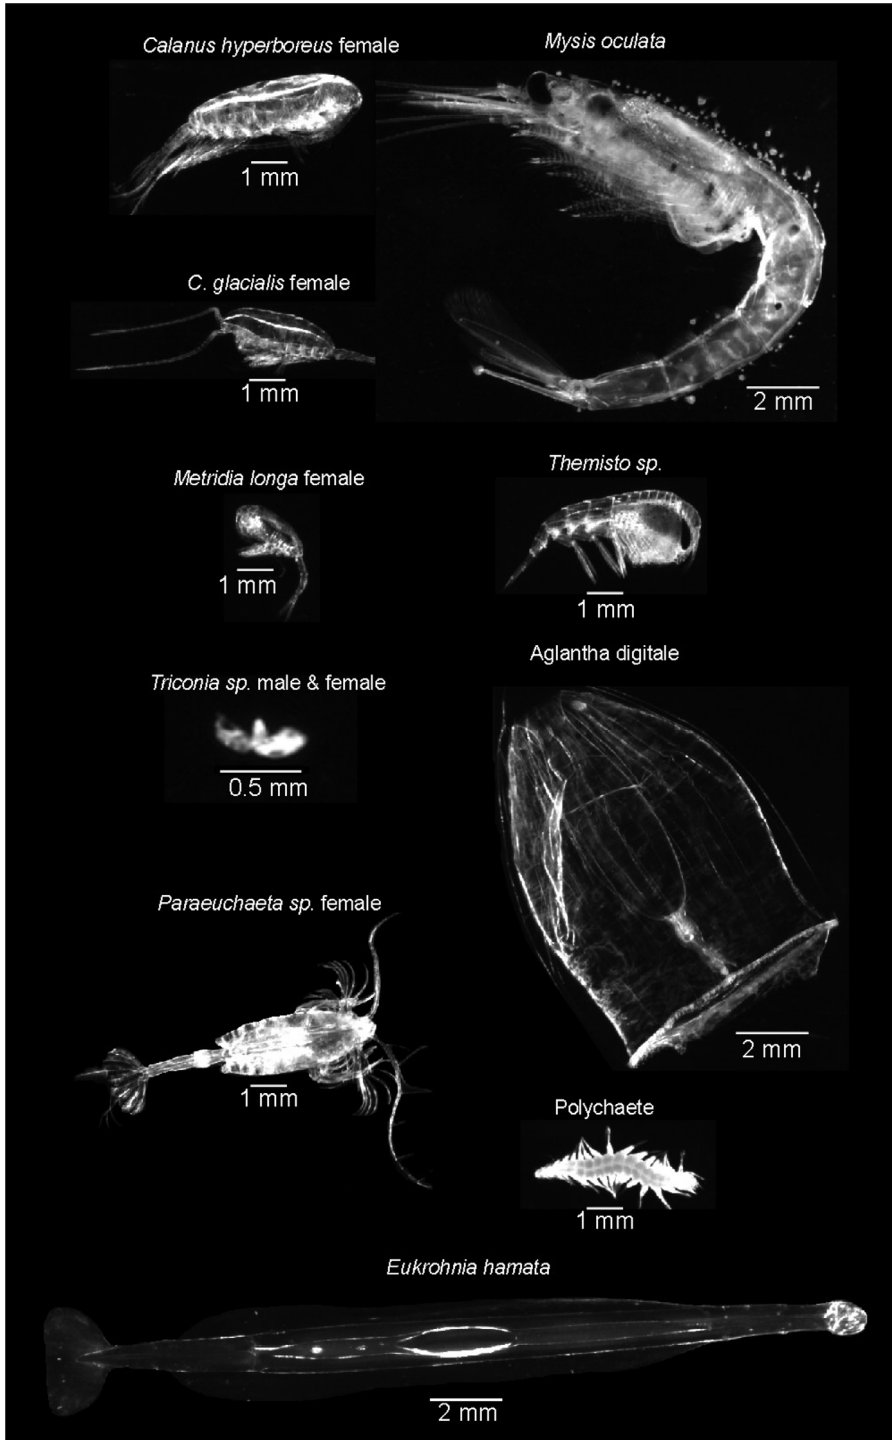 Calanus hyperboreus female
Mysis oculata
1 mm
C. glacialis female
1 mm
2 mm
Metridia longa female
Themisto sp.
1 mm
1 mm
Aglantha digitale
Triconia sp. male & female
0.5 mm
Paraeuchaeta sp. female
2 mm
1 mm
Polychaete
1 mm
Eukrohnia hamata
2 mm